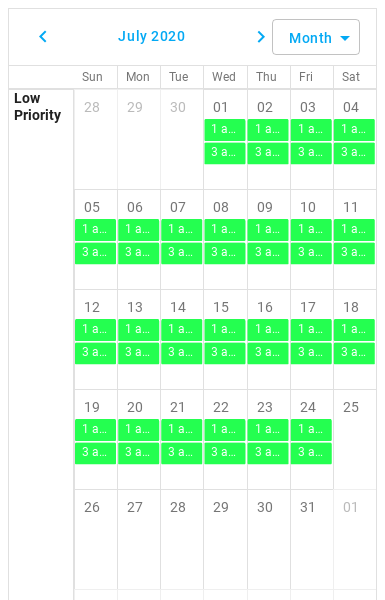 July 2020
Month
Sun Mon Tue Wed Thu Fri Sat
Low
Priority
28 29 30 01 02 03 04
1 a... 1 a... 1 a... 1 a...
3 a... 3 a... 3 a... 3 a...
05 06 07 08 09 10 11
1 a... 1 a... 1 a... 1 a... 1 a... 1 a... 1 a...
3 a... 3 a... 3 a... 3 a... 3 a... 3 a... 3 a...
12 13 14 15 16 17 18
1 a... 1 a... 1 a... 1 a... 1 a... 1 a... 1 a...
3 a... 3 a... 3 a... 3 a... 3 a... 3 a... 3 a...
19 20 21 22 23 24 25
1 a... 1 a... 1 a... 1 a... 1 a... 1 a...
3 a... 3 a... 3 a... 3 a... 3 a... 3 a...
26 27 28 29 30 31 01